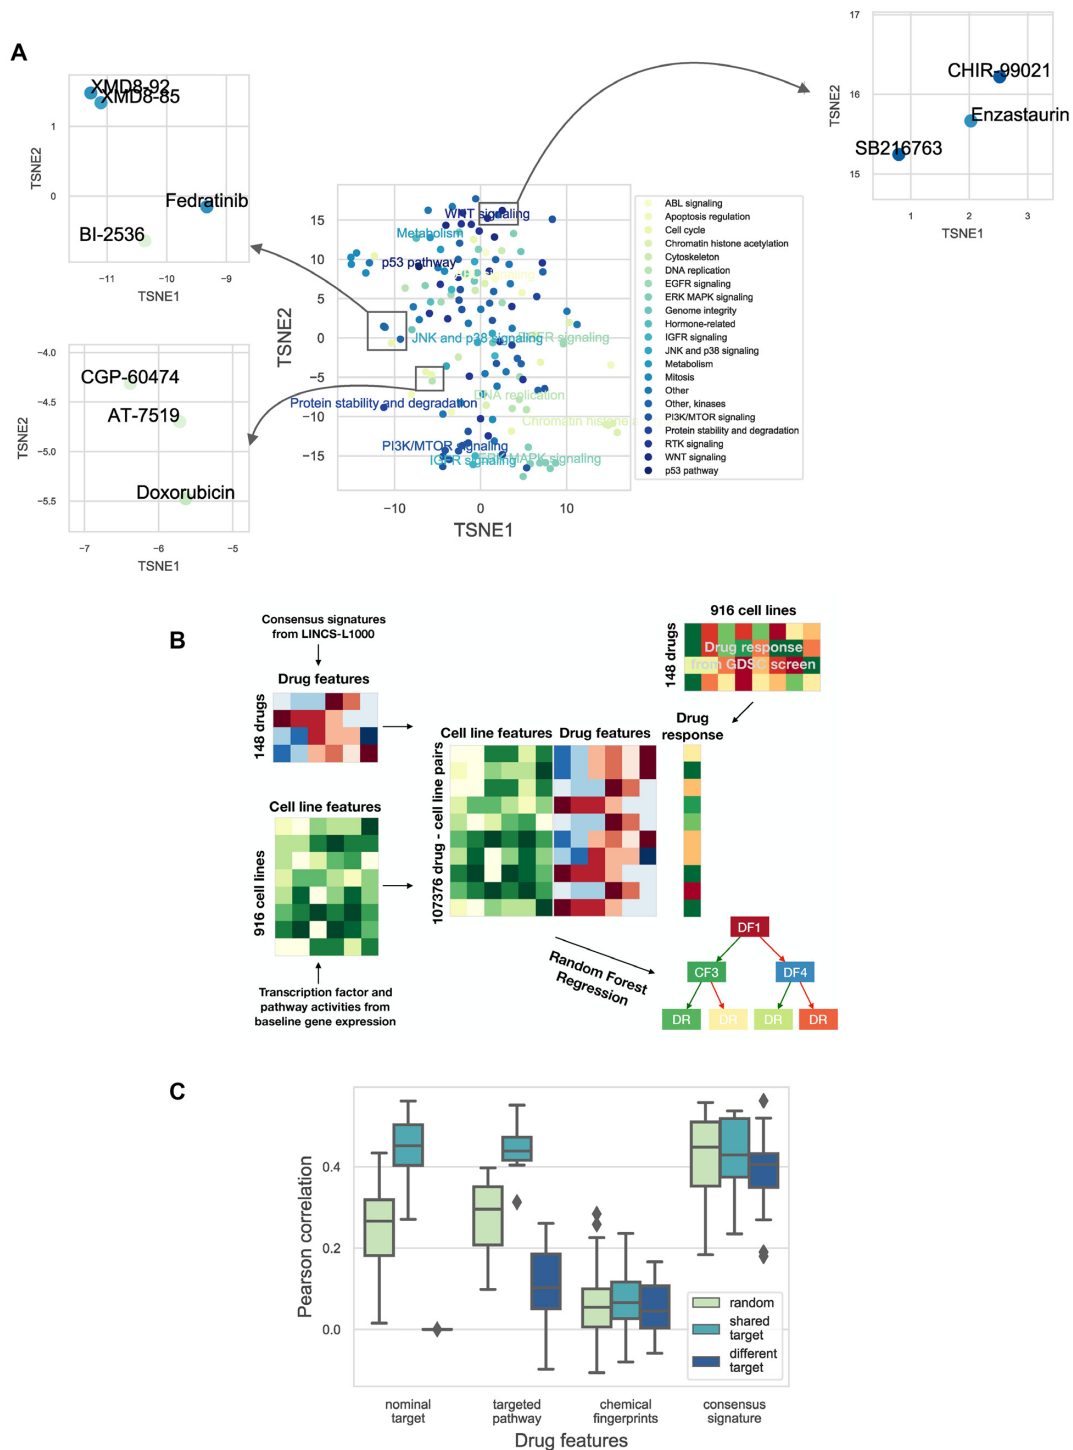 A
XMD8-92
XMD8-85
Fedratinib
BI-2536
TSNE2
1
0
−11
−10
−9
TSNE1
CHIR-99021
Enzastaurin
SB216763
TSNE2
17
16
15
1
2
3
TSNE1
CGP-60474
AT-7519
Doxorubicin
TSNE2
−4.0
−4.5
−5.0
−5.5
−7
−6
−5
TSNE1
WNT signaling
Metabolism
p53 pathway
JNK and p38 signaling
EGFR signaling
DNA replication
Protein stability and degradation
Chromatin histone a
PI3K/MTOR signaling
IGFR signaling
ERK MAPK signaling
TSNE2
15
10
5
0
−5
−10
−15
−10
0
10
TSNE1
ABL signaling
Apoptosis regulation
Cell cycle
Chromatin histone acetylation
Cytoskeleton
DNA replication
EGFR signaling
ERK MAPK signaling
Genome integrity
Hormone-related
IGFR signaling
JNK and p38 signaling
Metabolism
Mitosis
Other
Other, kinases
PI3K/MTOR signaling
Protein stability and degradation
RTK signaling
WNT signaling
p53 pathway
B
Consensus signatures
from LINCS-L1000
Drug features
148 drugs
Cell line features
916 cell lines
Transcription factor and
pathway activities from
baseline gene expression
Cell line features
Drug features
107376 drug - cell line pairs
916 cell lines
148 drugs
Drug response
from GDSC screen
Drug
response
Random Forest
Regression
DF1
CF3
DF4
DR
DR
DR
DR
C
Pearson correlation
0.4
0.2
0.0
random
shared
target
different
target
nominal
target
targeted
pathway
chemical
fingerprints
consensus
signature
Drug features